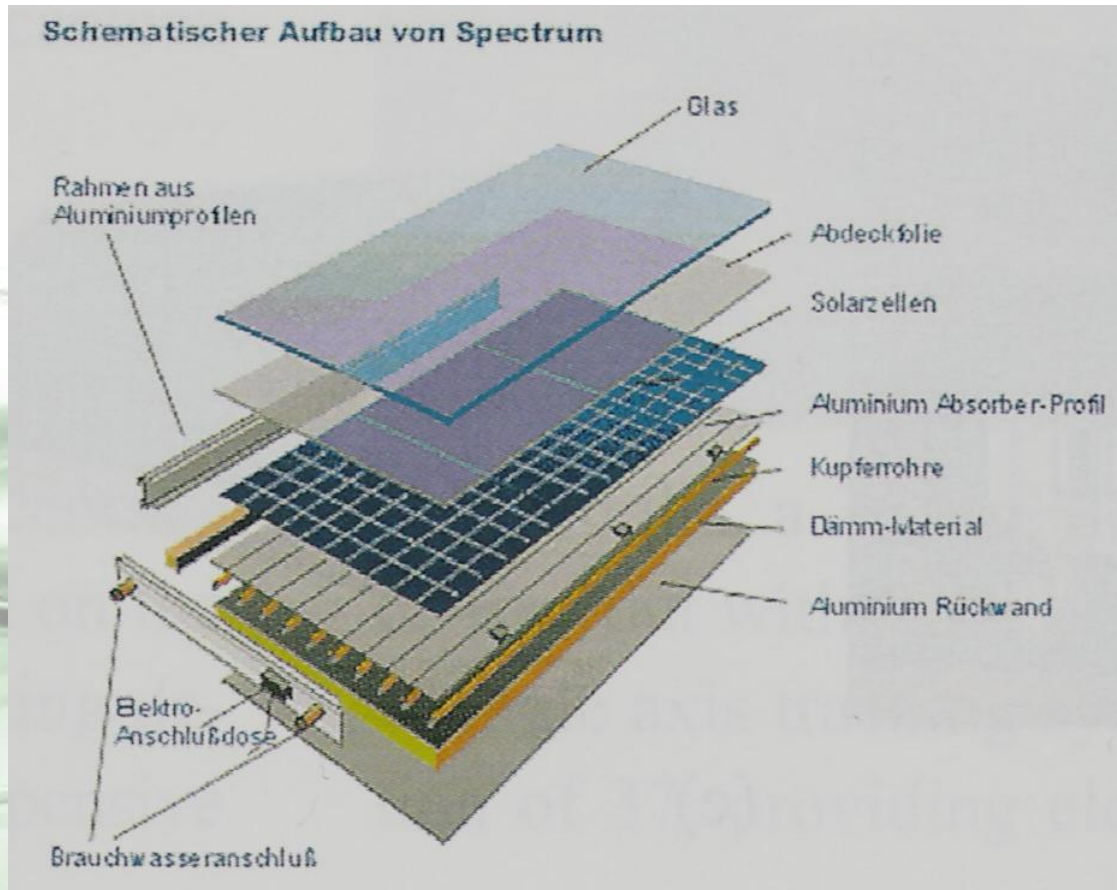 Schematischer Aufbau von Spectrum
Glas
Rahmen aus
Aluminiumprofilen
Abdeckfolie
Solarzellen
Aluminium Absorber-Profil
Kupferrohre
Dämm-Material
Aluminium Rückwand
Elektro-
Anschlußdose
Brauchwasseranschluß